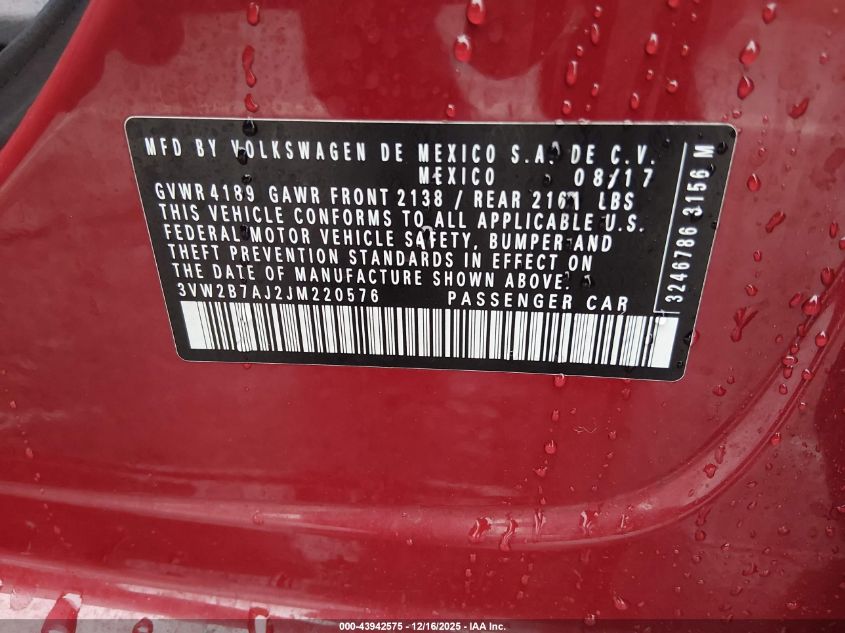 MFD BY VOLKSWAGEN DE MEXICO S.A. DE C.V.
MEXICO 08/17
GVWR 4189 GAWR FRONT 2138 / REAR 2161 LBS
THIS VEHICLE CONFORMS TO ALL APPLICABLE U.S.
FEDERAL MOTOR VEHICLE SAFETY, BUMPER AND
THEFT PREVENTION STANDARDS IN EFFECT ON
THE DATE OF MANUFACTURE SHOWN ABOVE.
3VW2B7AJ2JM220576 PASSENGER CAR
3246786 3156 M
000-43942575 - 12/16/2025 - IAA Inc.